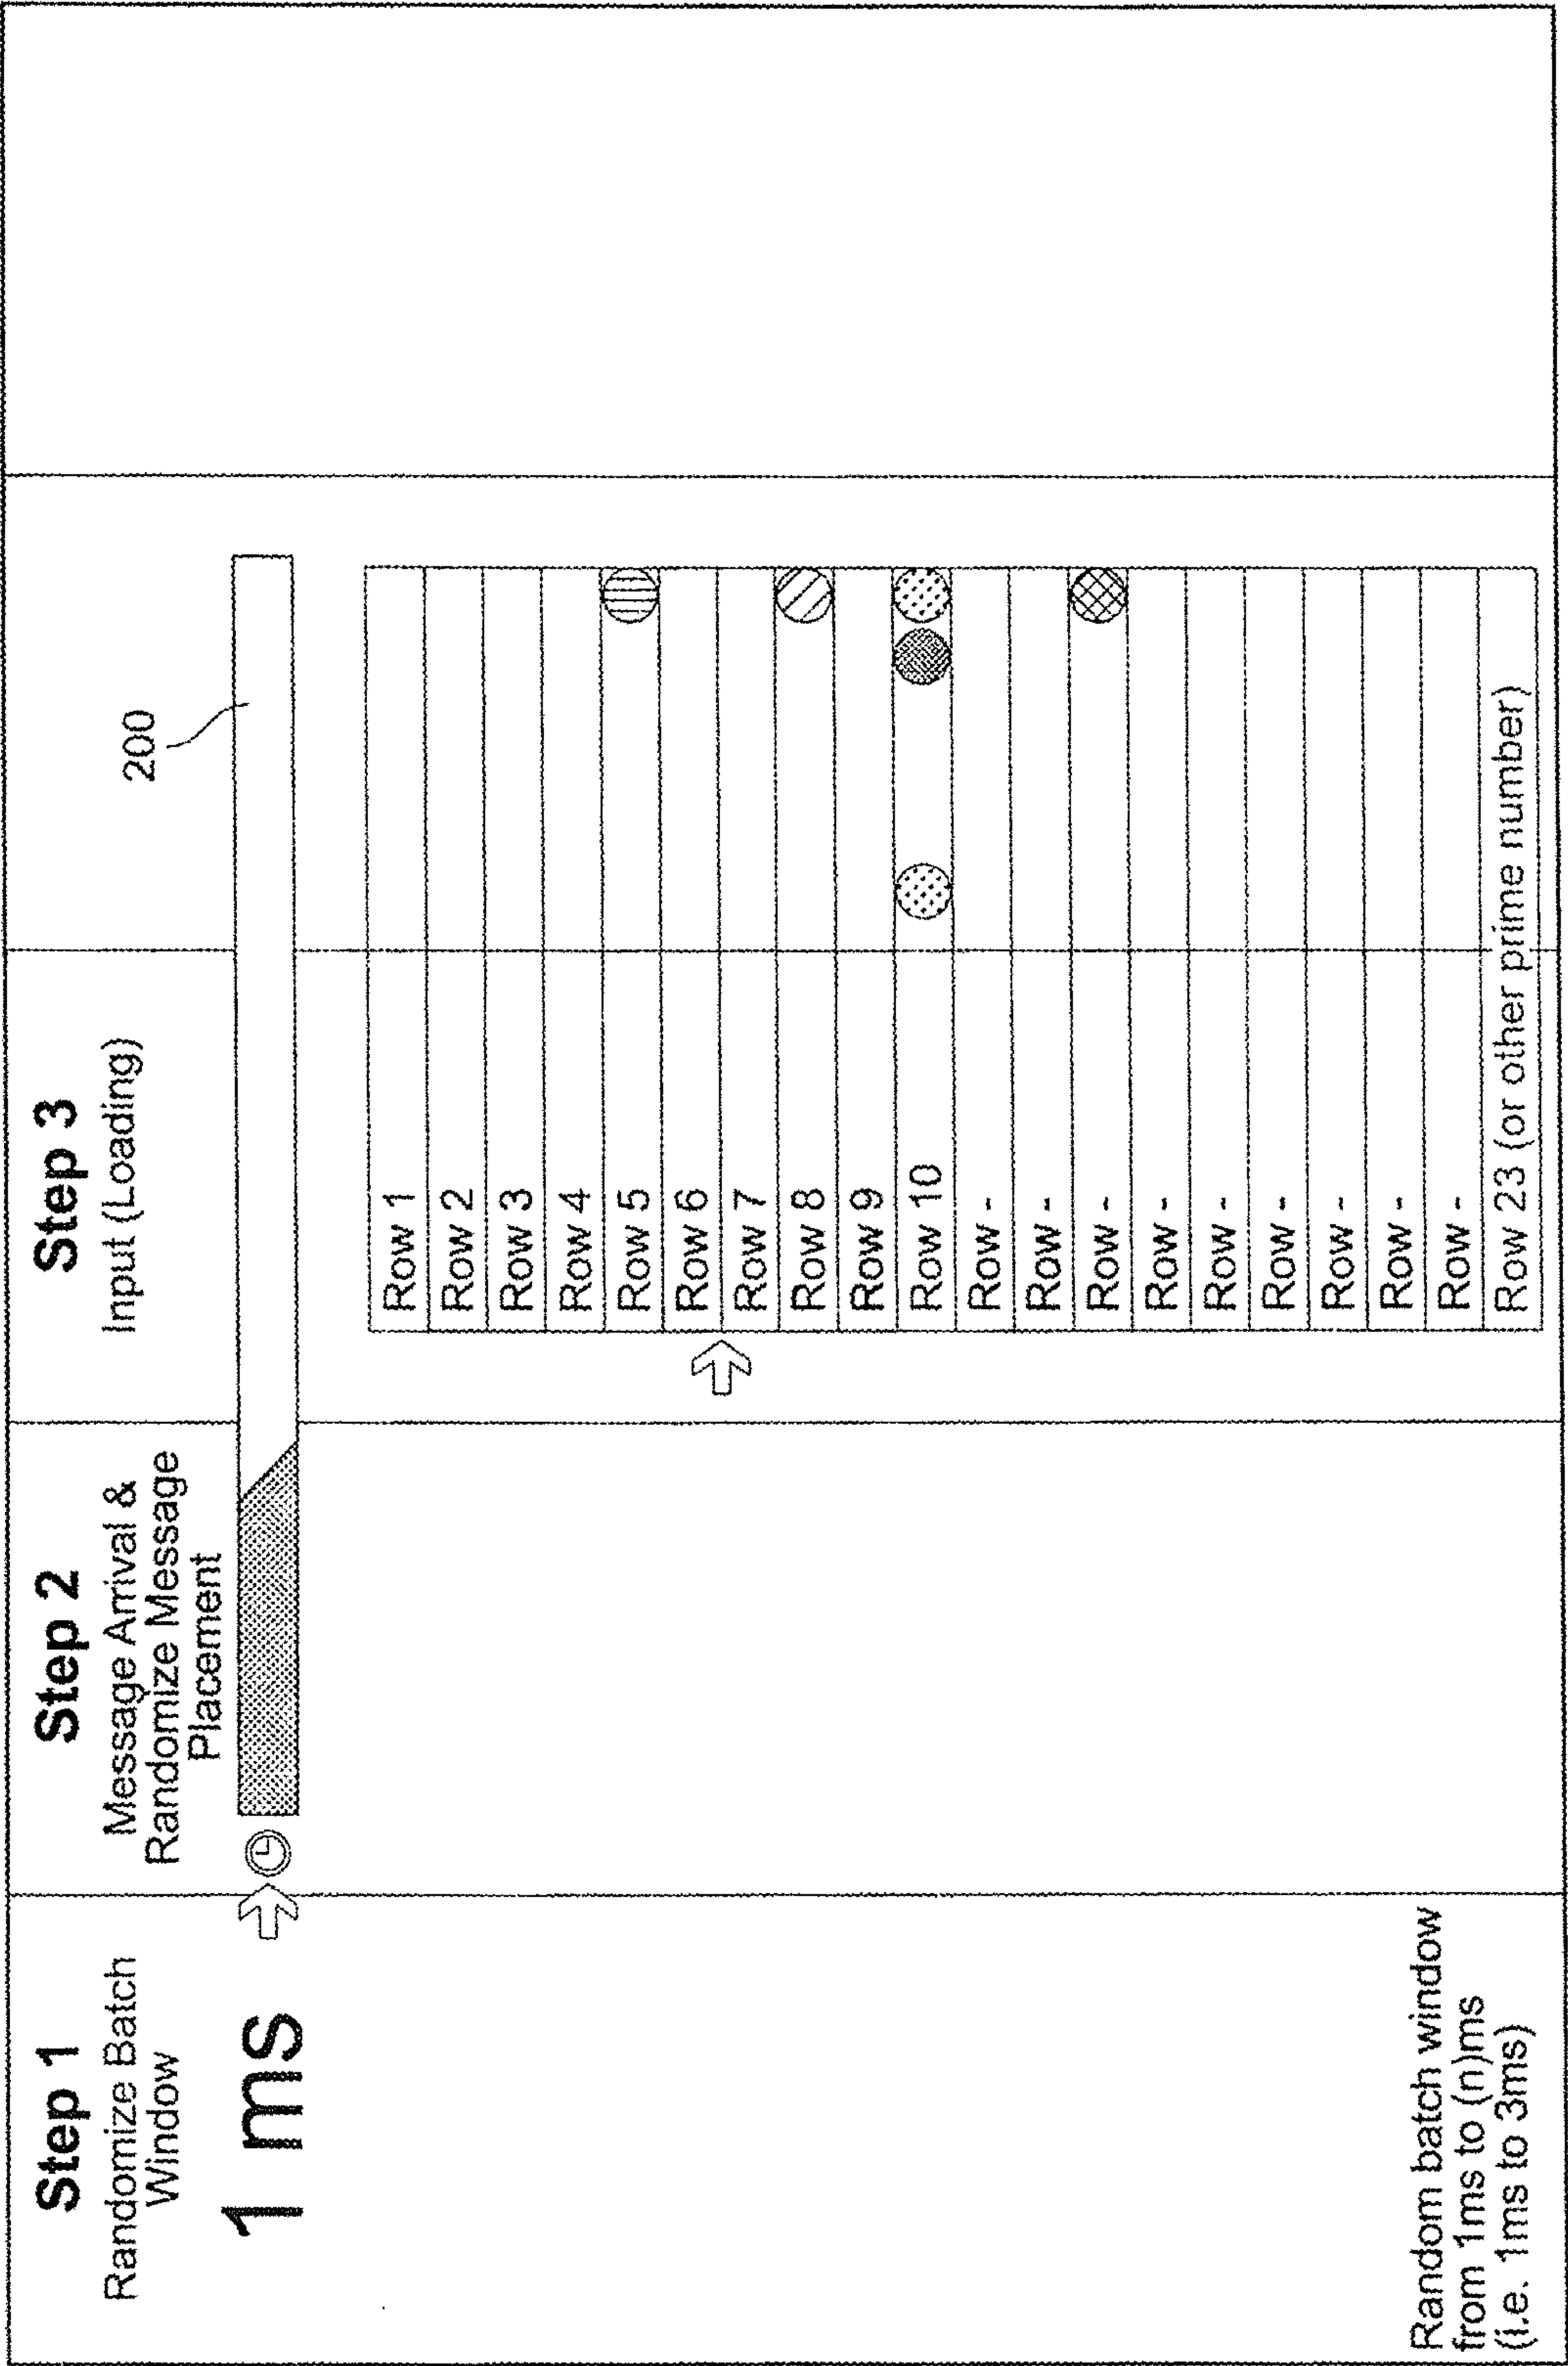 Step 1
Randomize Batch
Window
1 ms
Random batch window
from 1ms to (n)ms
(i.e. 1ms to 3ms)
Step 2
Message Arrival &
Randomize Message
Placement
Step 3
Input (Loading)
200
Row 1
Row 2
Row 3
Row 4
Row 5
Row 6
Row 7
Row 8
Row 9
Row 10
Row -
Row -
Row -
Row -
Row -
Row -
Row -
Row -
Row -
Row 23 (or other prime number)